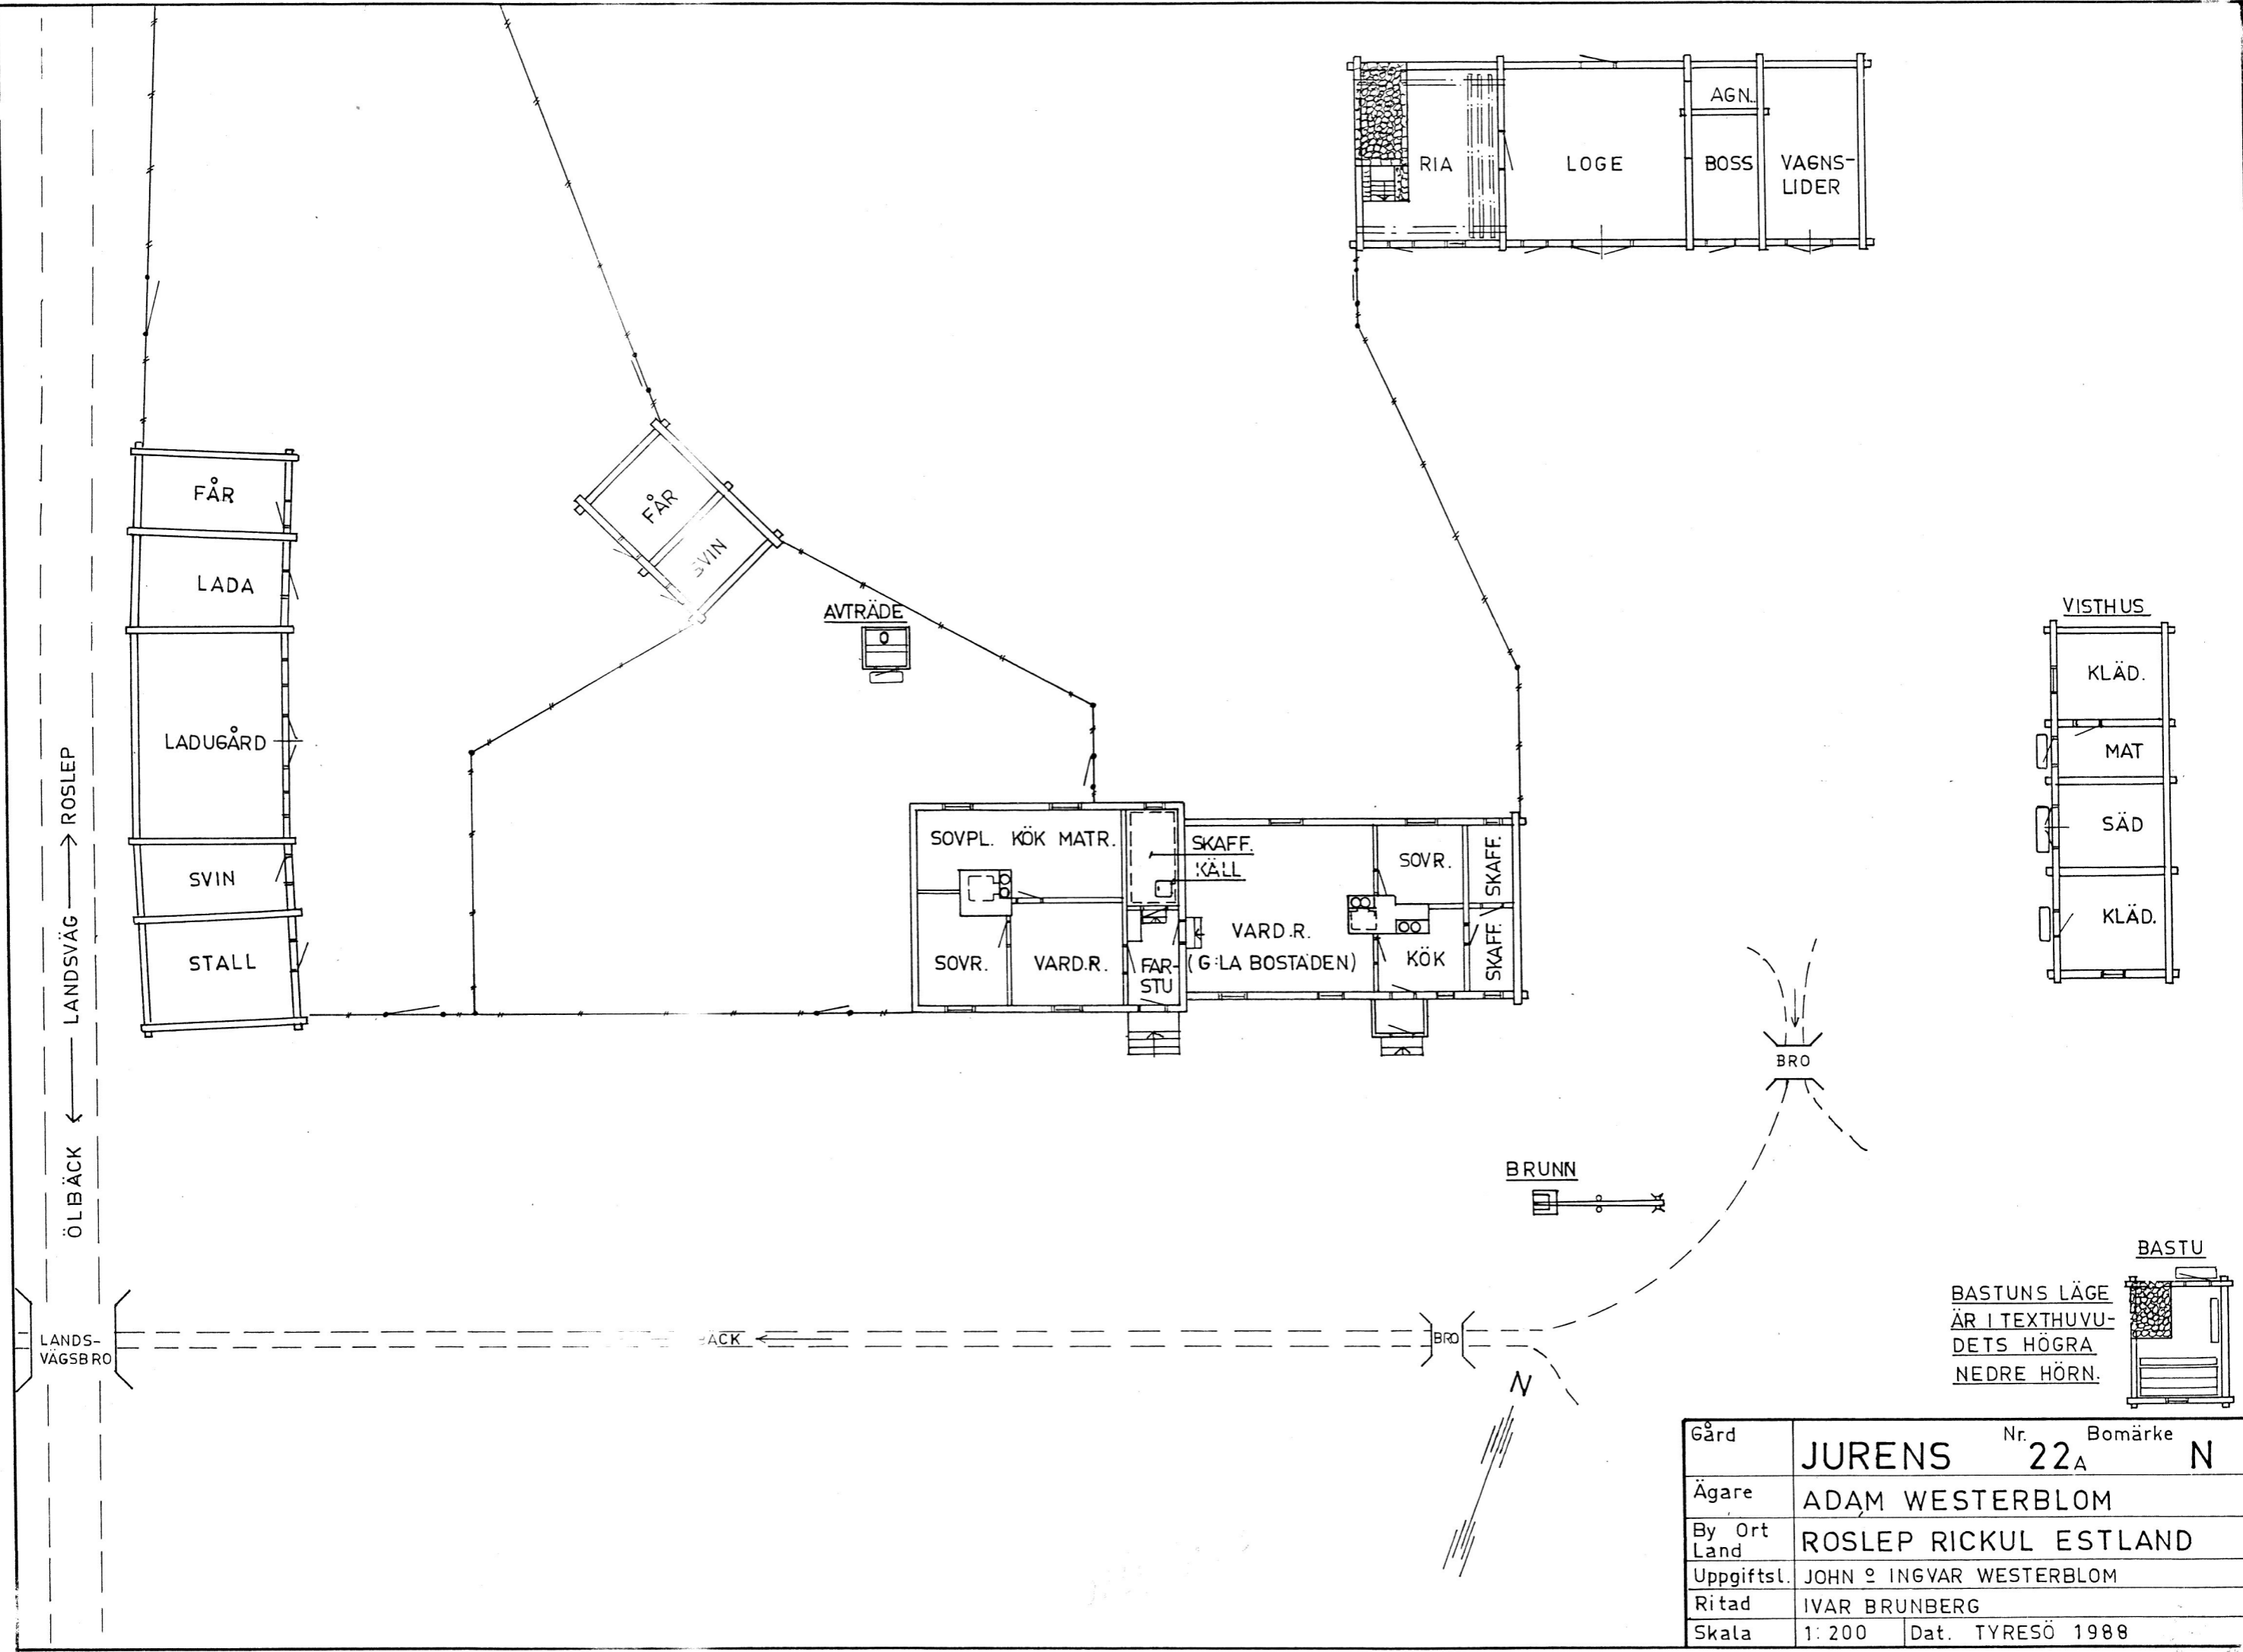 AGN.
RIA
LOGE
BOSS
VAGNS-
LIDER
FÅR
LADA
LADUGÅRD
SVIN
STALL
FÅR
SVIN
AVTRÄDE
VISTHUS
KLÄD.
MAT
SÄD
KLÄD.
SOVPL. KÖK MATR.
SKAFF.
KÄLL
SOVR.
SKAFF.
SOVR.
VARD.R.
FAR-
STU
VARD.R.
(G:LA BOSTADEN)
KÖK
SKAFF.
ÖLBÄCK ← LANDSVÄG → ROSLEP
BRO
BRUNN
LANDS-
VÄGSBRO
BRO
N
BASTU
BASTUNS LÄGE
ÄR I TEXTHUVU-
DETS HÖGRA
NEDRE HÖRN.
Gård JURENS Nr. 22A Bomärke N
Ägare ADAM WESTERBLOM
By Ort
Land ROSLEP RICKUL ESTLAND
Uppgiftsl. JOHN o INGVAR WESTERBLOM
Ritad IVAR BRUNBERG
Skala 1:200 Dat. TYRESÖ 1988